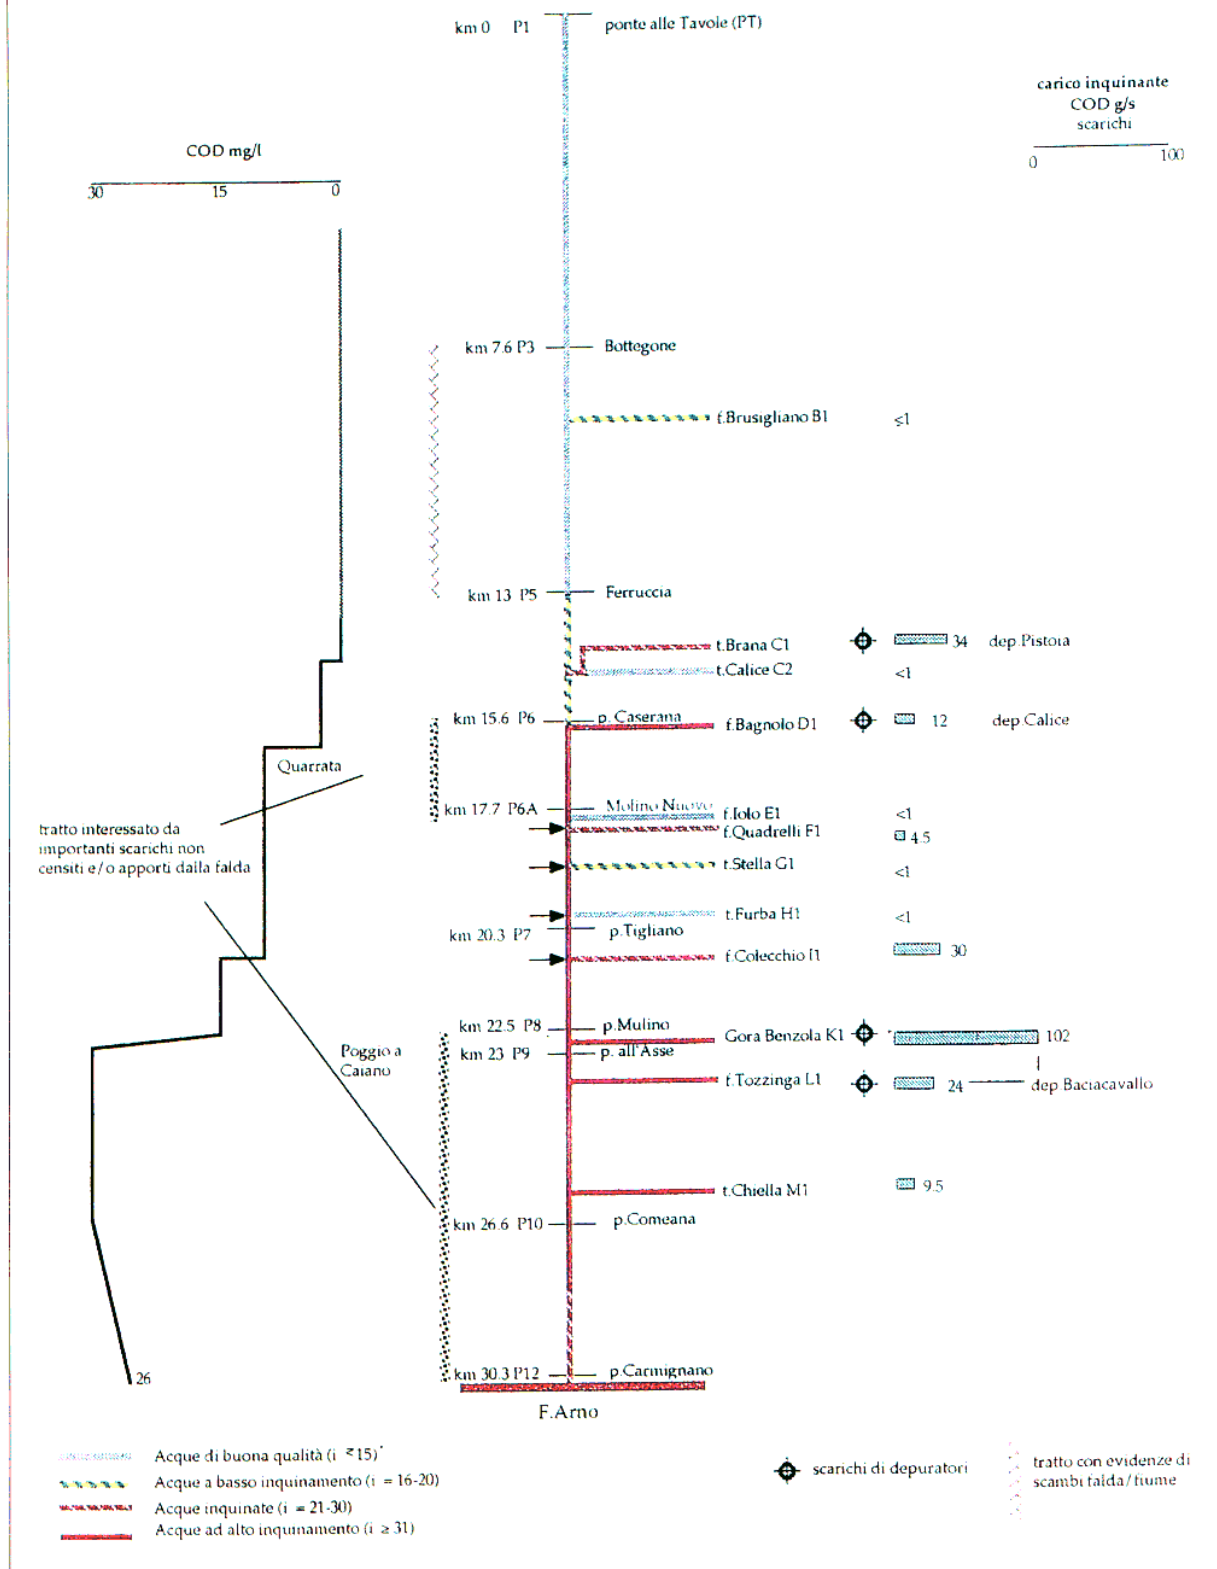 km 0 P1 ponte alle Tavole (PT)
carico inquinante
COD g/s
scarichi
0 100
COD mg/l
30 15 0
km 7.6 P3 Bottegone
f.Brusigliano B1 ≤1
km 13 P5 Ferruccia
t.Brana C1 34 dep.Pistoia
t.Calice C2 <1
km 15.6 P6 p. Caserana
f.Bagnolo D1 12 dep.Calice
Quarrata
km 17.7 P6A Molino Nuovo
f.Iolo E1 <1
f.Quadrelli F1 4.5
tratto interessato da
importanti scarichi non
censiti e/o apporti dalla falda
t.Stella G1 <1
t.Furba H1 <1
km 20.3 P7 p.Tigliano
f.Colecchio I1 30
km 22.5 P8 p.Mulino
Gora Benzola K1 102
km 23 P9 p. all'Asse
Poggio a
Caiano
f.Tozzinga L1 24 dep.Baciacavallo
t.Chiella M1 9.5
km 26.6 P10 p.Comeana
km 30.3 P12 p.Carmignano
26
F.Arno
Acque di buona qualità (i ≤15)*
Acque a basso inquinamento (i = 16-20)
Acque inquinate (i = 21-30)
Acque ad alto inquinamento (i ≥ 31)
scarichi di depuratori
tratto con evidenze di
scambi falda/fiume